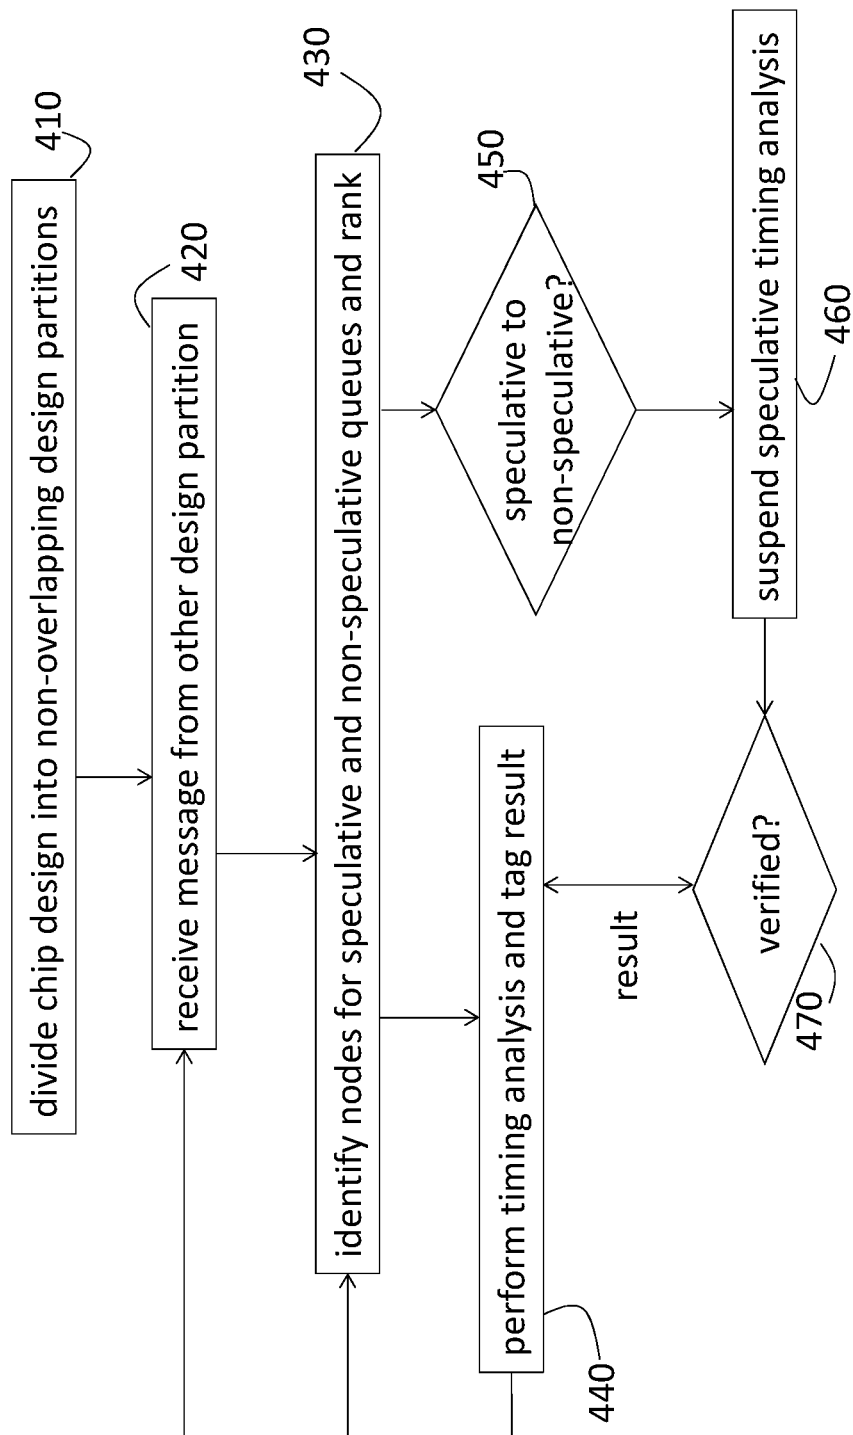 divide chip design into non-overlapping design partitions
410
receive message from other design partition
420
identify nodes for speculative and non-speculative queues and rank
430
perform timing analysis and tag result
440
speculative to
non-speculative?
450
suspend speculative timing analysis
460
result
verified?
470